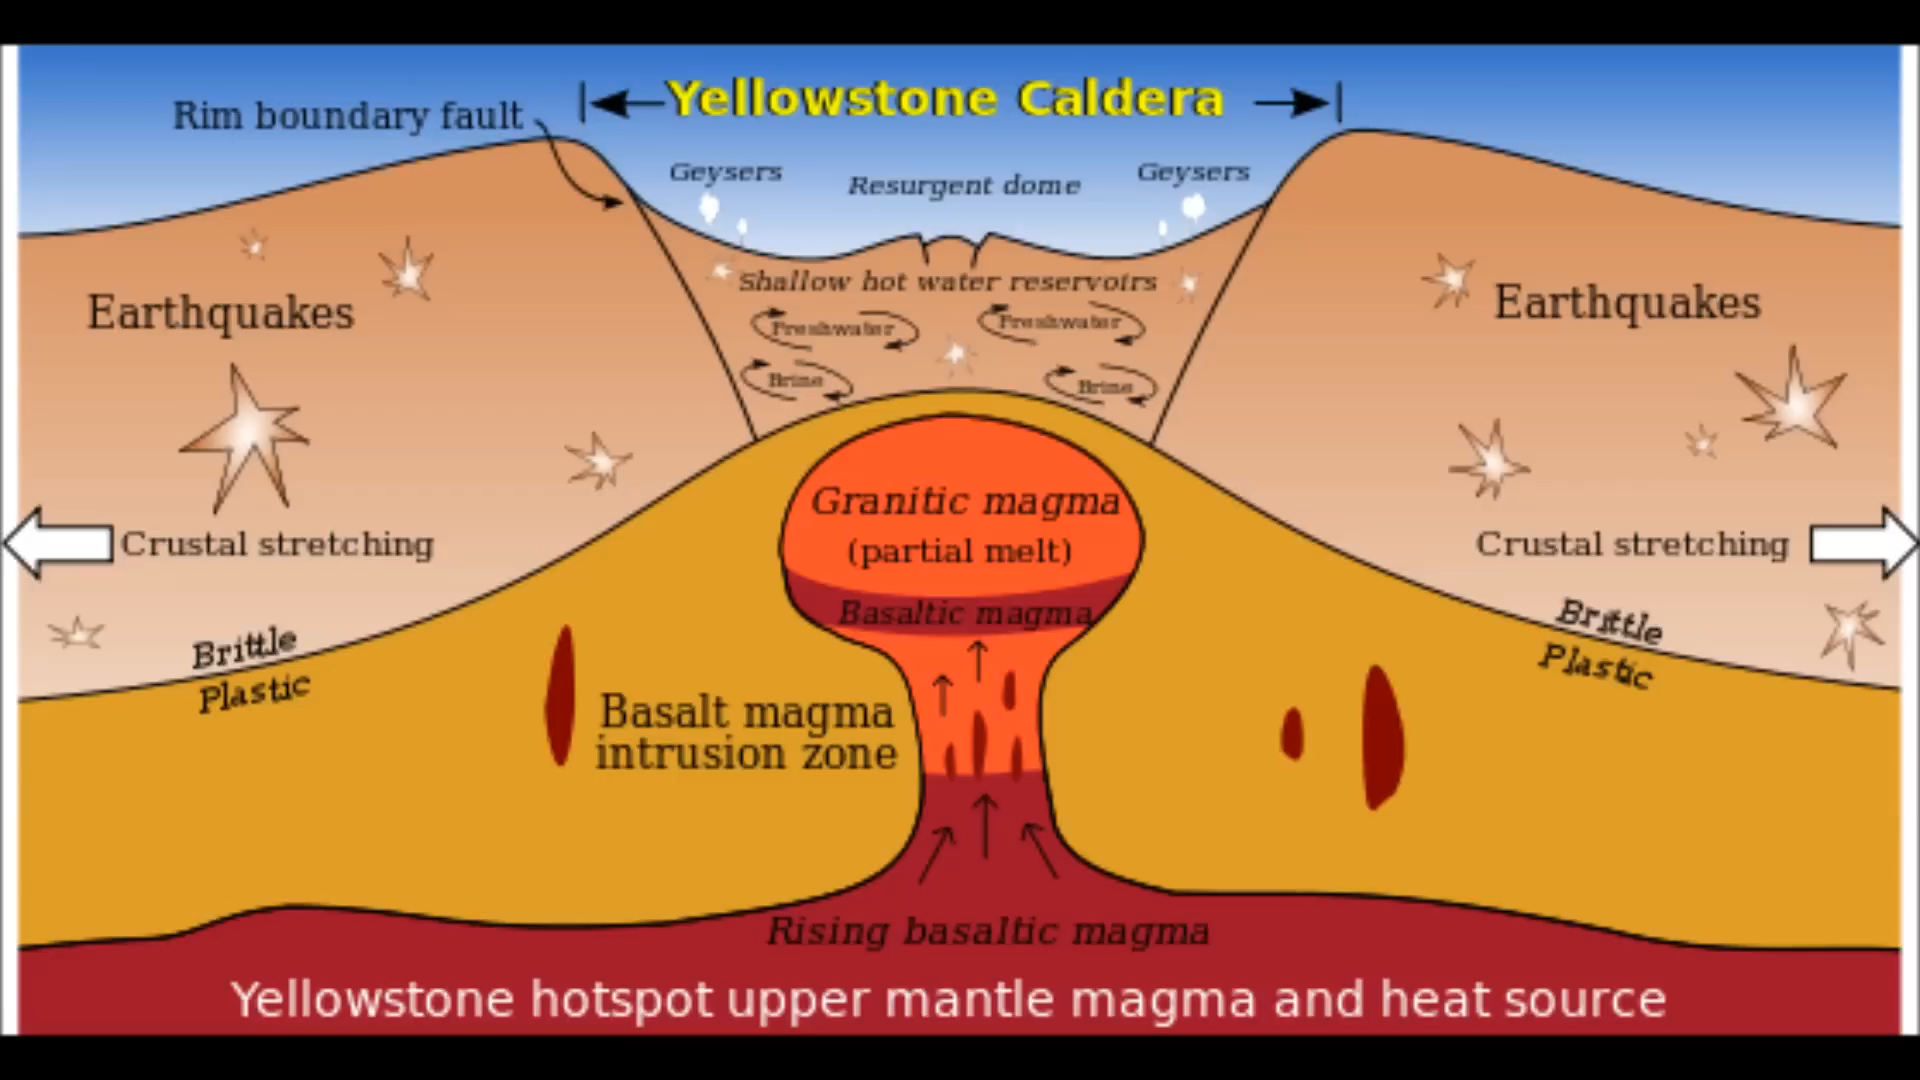 Yellowstone Caldera
Rim boundary fault
Geysers
Resurgent dome
Geysers
Shallow hot water reservoirs
Freshwater
Freshwater
Brine
Brine
Earthquakes
Earthquakes
Granitic magma
(partial melt)
Crustal stretching
Crustal stretching
Basaltic magma
Brittle
Plastic
Brittle
Plastic
Basalt magma
intrusion zone
Rising basaltic magma
Yellowstone hotspot upper mantle magma and heat source